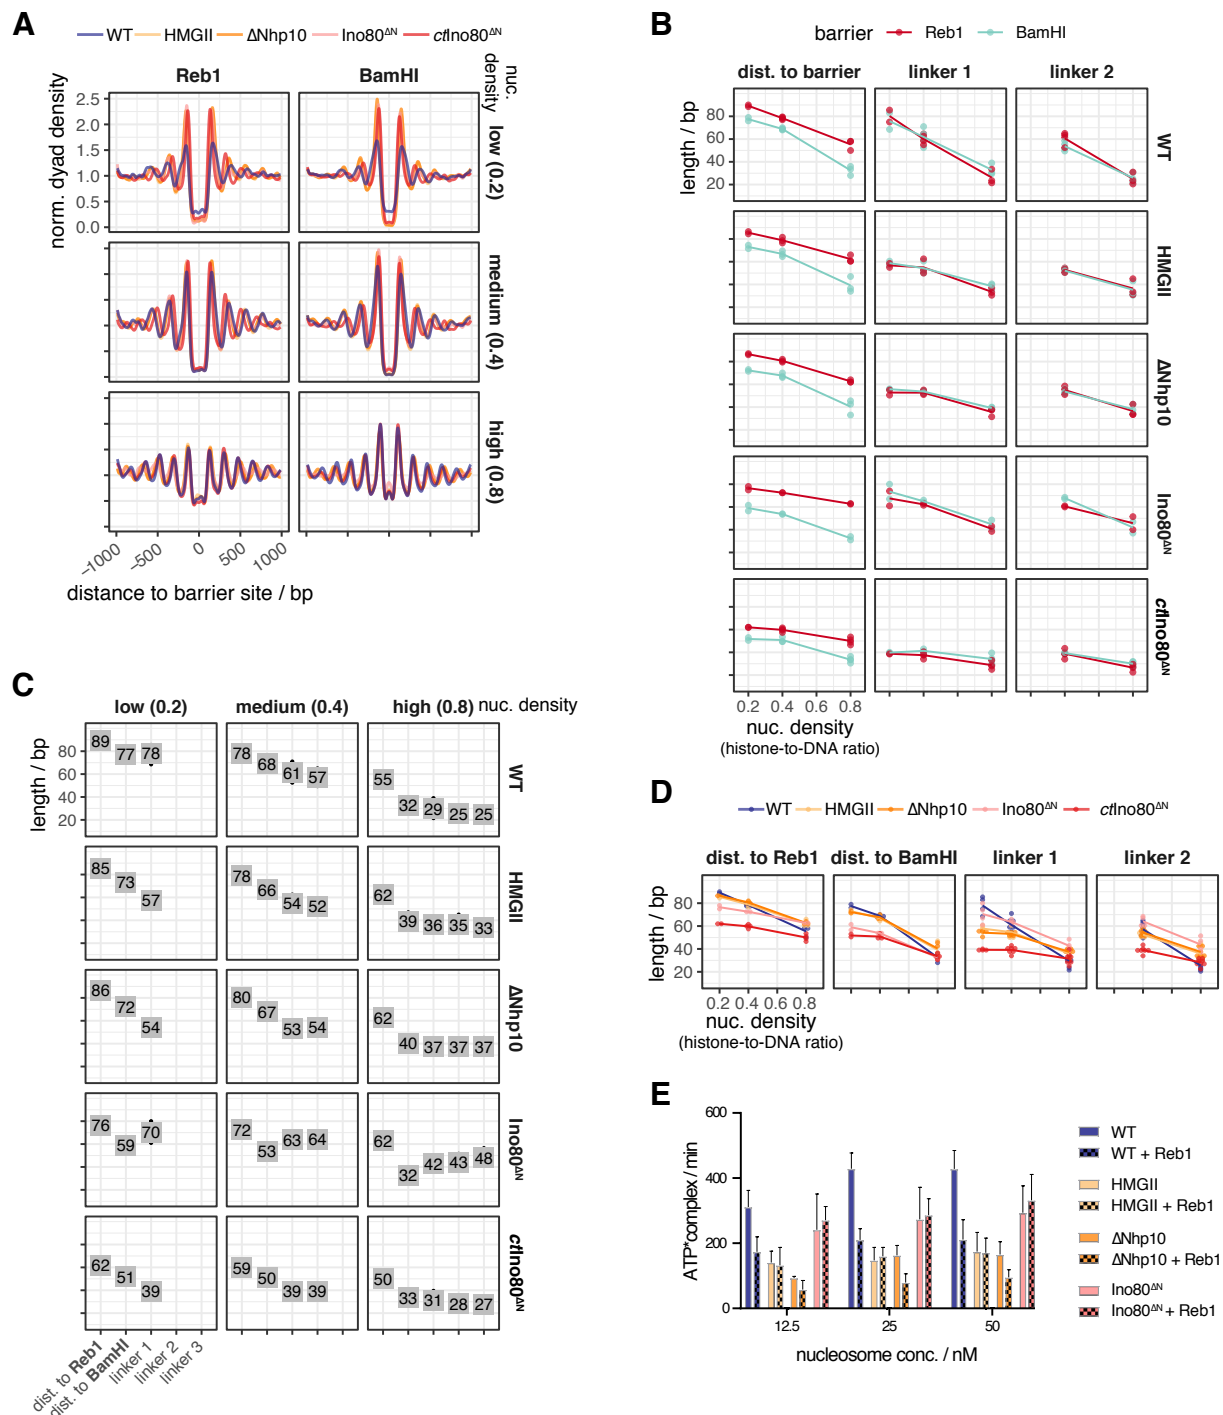 A
WT HMGII ΔNhp10 Ino80ΔN ctIno80ΔN
Reb1 BamHI nuc. density
norm. dyad density
2.5
2.0
1.5
1.0
0.5
0.0
low (0.2)
medium (0.4)
high (0.8)
−1000 −500 0 500 1000
distance to barrier site / bp
B
barrier Reb1 BamHI
dist. to barrier linker 1 linker 2
length / bp
80
60
40
20
WT
HMGII
ΔNhp10
Ino80ΔN
ctIno80ΔN
0.2 0.4 0.6 0.8
nuc. density
(histone-to-DNA ratio)
C
low (0.2) medium (0.4) high (0.8) nuc. density
length / bp
80
60
40
20
89 77 78 78 68 61 57 55 32 29 25 25
WT
85 73 57 78 66 54 52 62 39 36 35 33
HMGII
86 72 54 80 67 53 54 62 40 37 37 37
ΔNhp10
76 59 70 72 53 63 64 62 32 42 43 48
Ino80ΔN
62 51 39 59 50 39 39 50 33 31 28 27
ctIno80ΔN
dist. to Reb1
dist. to BamHI
linker 1
linker 2
linker 3
D
WT HMGII ΔNhp10 Ino80ΔN ctIno80ΔN
dist. to Reb1 dist. to BamHI linker 1 linker 2
length / bp
80
60
40
20
0.2 0.4 0.6 0.8
nuc. density
(histone-to-DNA ratio)
E
ATP*complex / min
600
400
200
0
12.5 25 50
nucleosome conc. / nM
WT
WT + Reb1
HMGII
HMGII + Reb1
ΔNhp10
ΔNhp10 + Reb1
Ino80ΔN
Ino80ΔN + Reb1